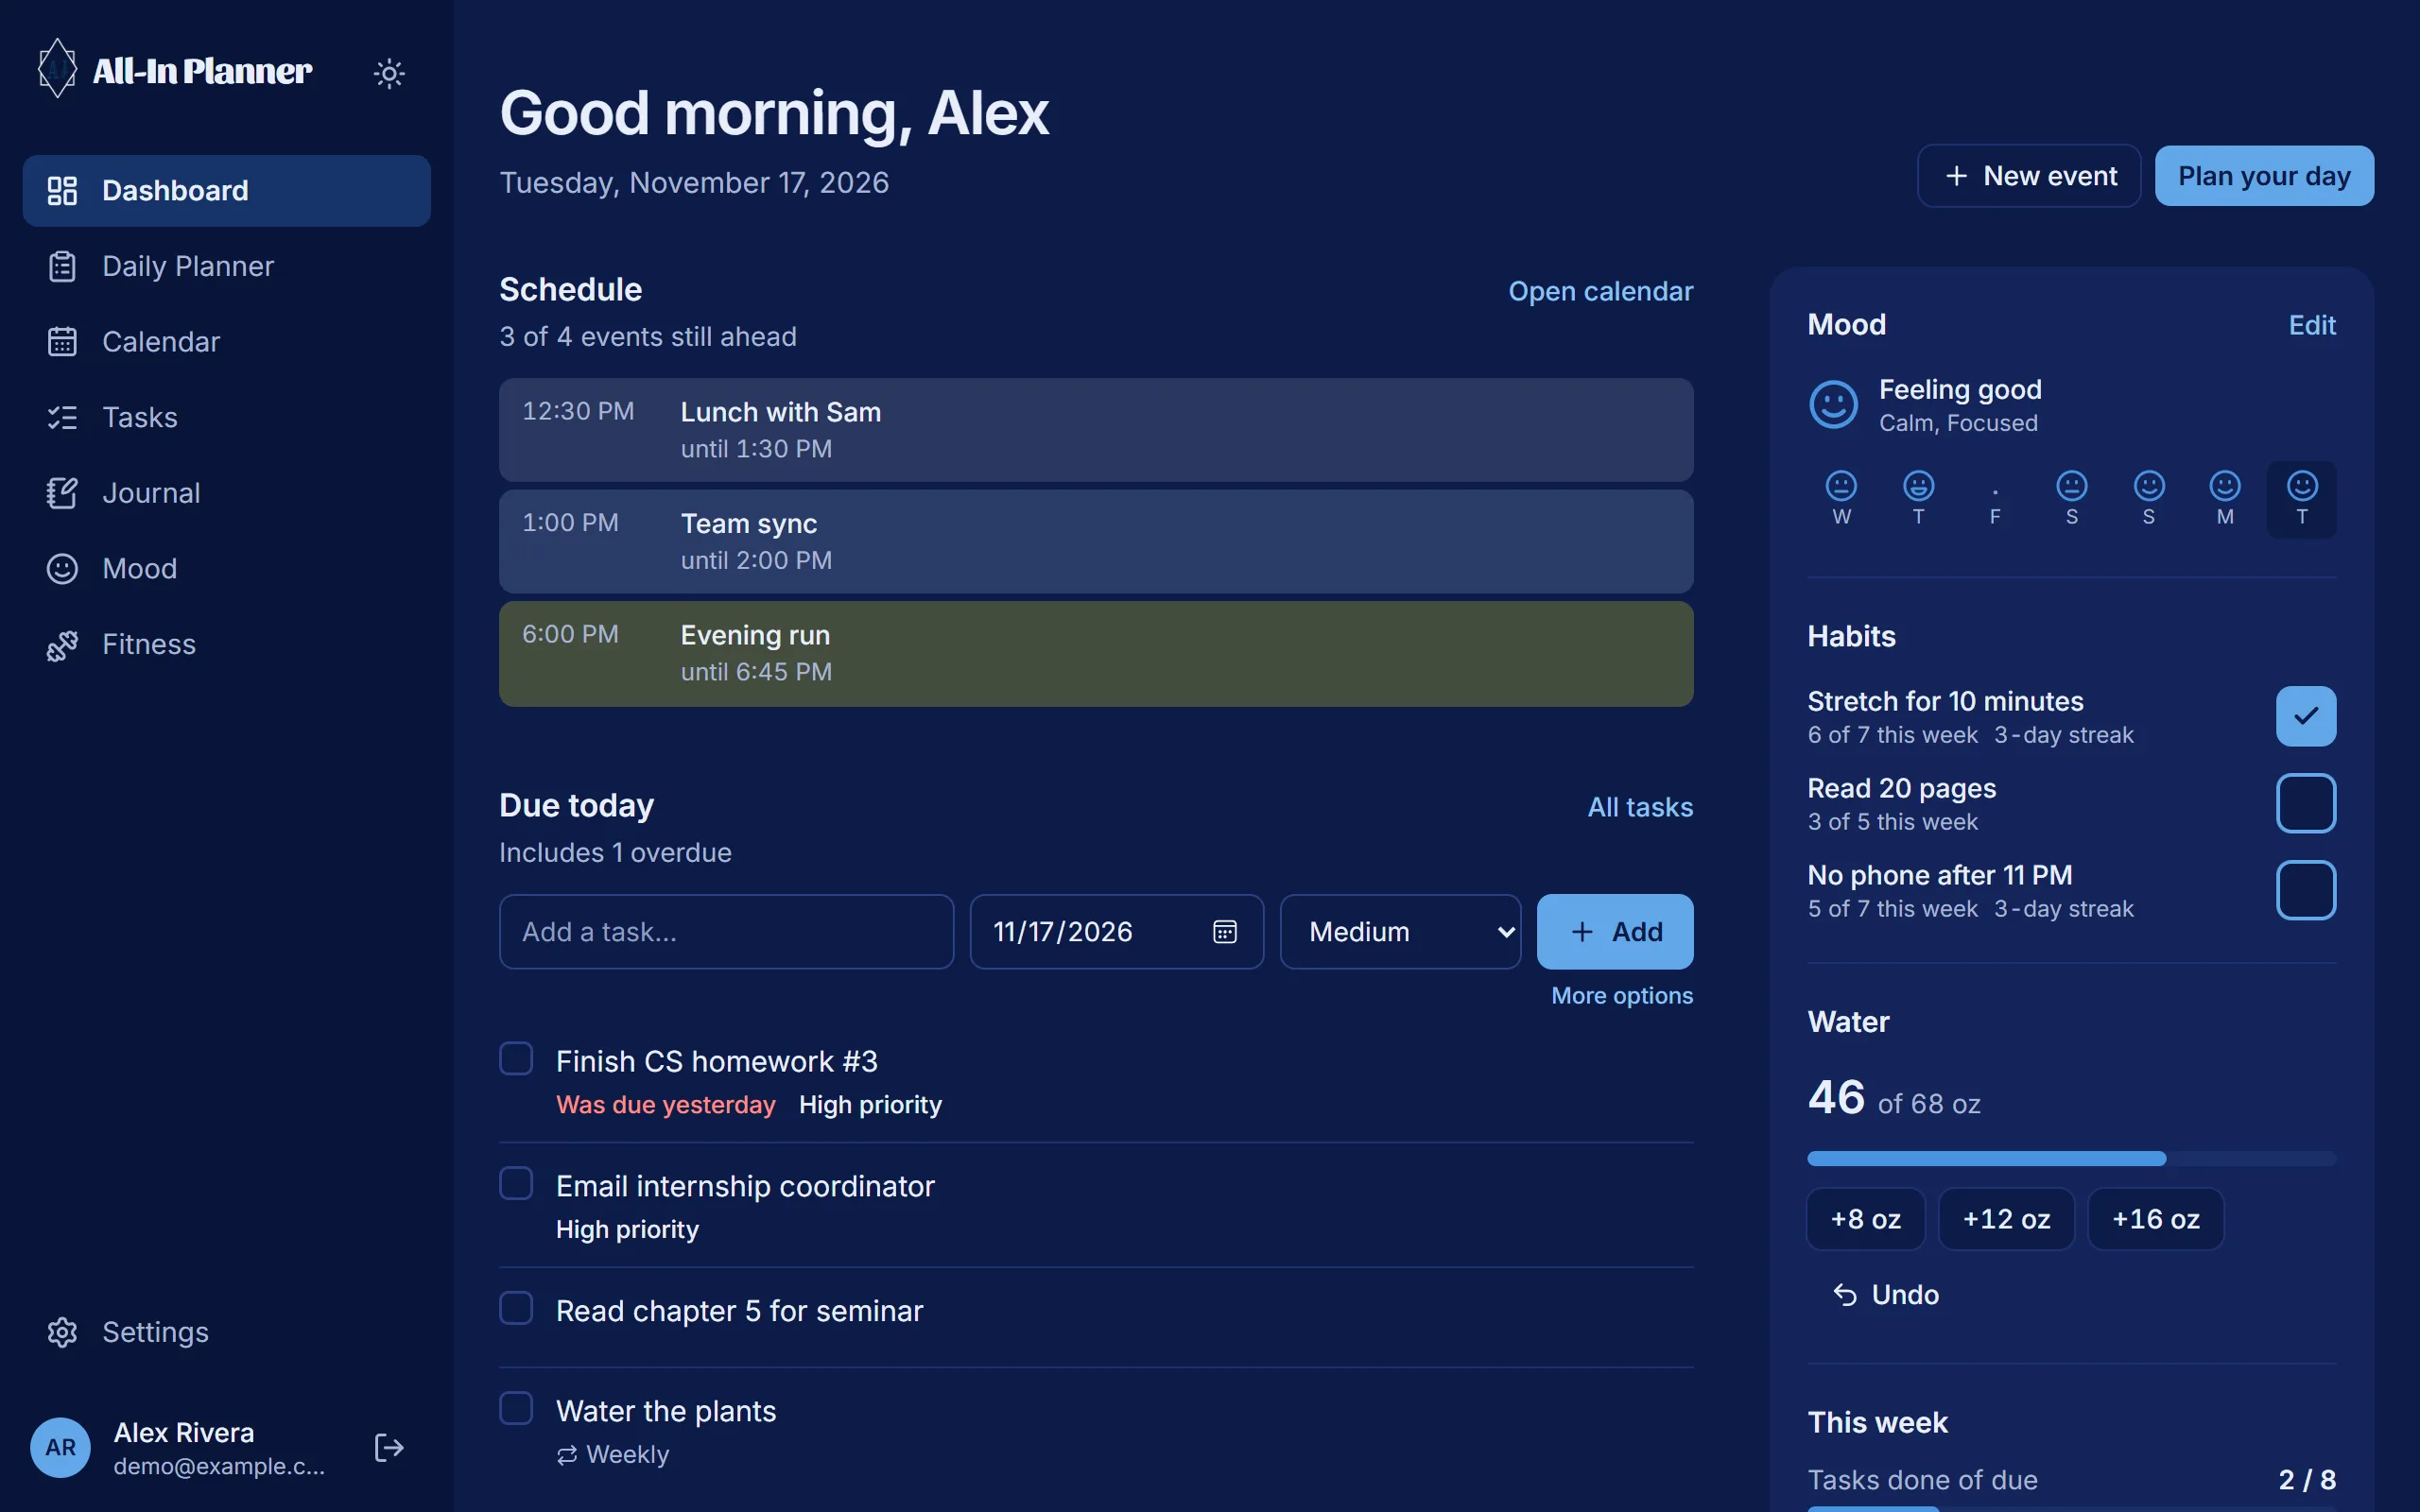 All-In Planner
Dashboard
Daily Planner
Calendar
Tasks
Journal
Mood
Fitness
Settings
AR
Alex Rivera
demo@example.c...
Good morning, Alex
Tuesday, November 17, 2026
New event
Plan your day
Schedule
Open calendar
3 of 4 events still ahead
12:30 PM
Lunch with Sam
until 1:30 PM
1:00 PM
Team sync
until 2:00 PM
6:00 PM
Evening run
until 6:45 PM
Due today
All tasks
Includes 1 overdue
Add a task...
11/17/2026
Medium
+ Add
More options
Finish CS homework #3
Was due yesterday High priority
Email internship coordinator
High priority
Read chapter 5 for seminar
Water the plants
Weekly
Mood
Edit
Feeling good
Calm, Focused
W T F S S M T
Habits
Stretch for 10 minutes
6 of 7 this week 3-day streak
Read 20 pages
3 of 5 this week
No phone after 11 PM
5 of 7 this week 3-day streak
Water
46 of 68 oz
+8 oz +12 oz +16 oz
Undo
This week
Tasks done of due 2 / 8